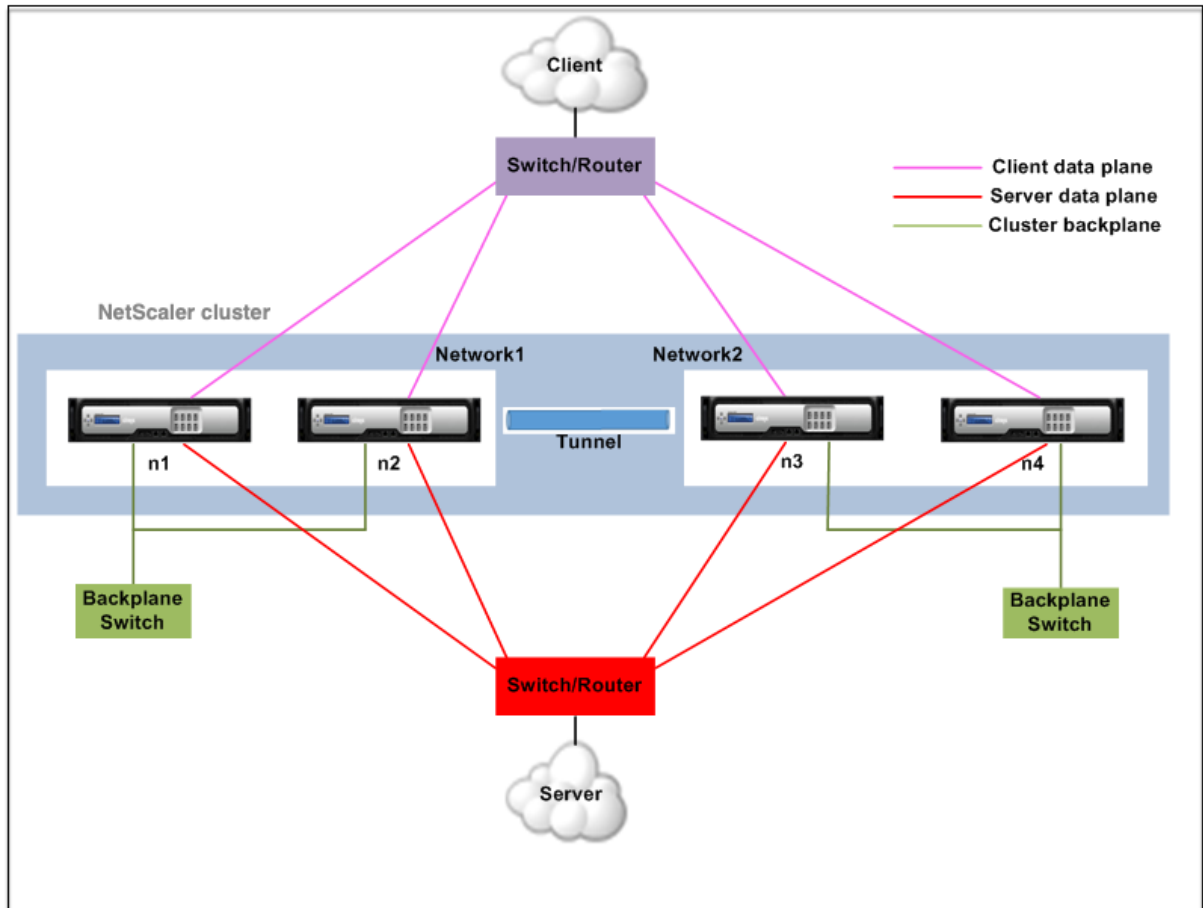 Client
Switch/Router
Client data plane
Server data plane
Cluster backplane
NetScaler cluster
Network1
Network2
Tunnel
n1
n2
n3
n4
Backplane
Switch
Backplane
Switch
Switch/Router
Server